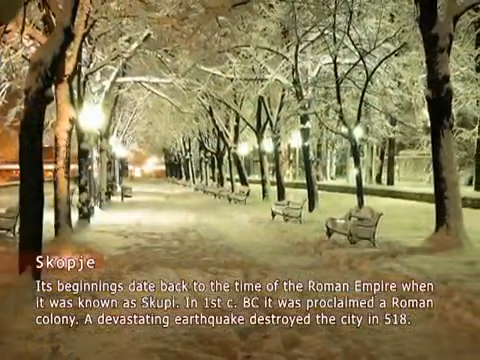 Skopje
Its beginnings date back to the time of the Roman Empire when
it was known as Skupi. In 1st c. BC it was proclaimed a Roman
colony. A devastating earthquake destroyed the city in 518.